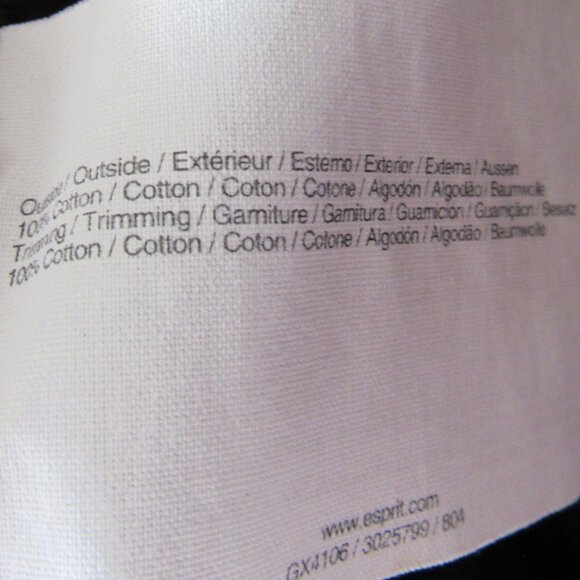 Outside / Outside / Extérieur / Esterno / Exterior / Externa / Aussen
100% Cotton / Cotton / Coton / Cotone / Algodón / Algodão / Baumwolle
Trimming / Trimming / Garniture / Garnitura / Guarnicion / Guarnição / Besatz
100% Cotton / Cotton / Coton / Cotone / Algodón / Algodão / Baumwolle
www.esprit.com
GX4106 / 3025799 / 804